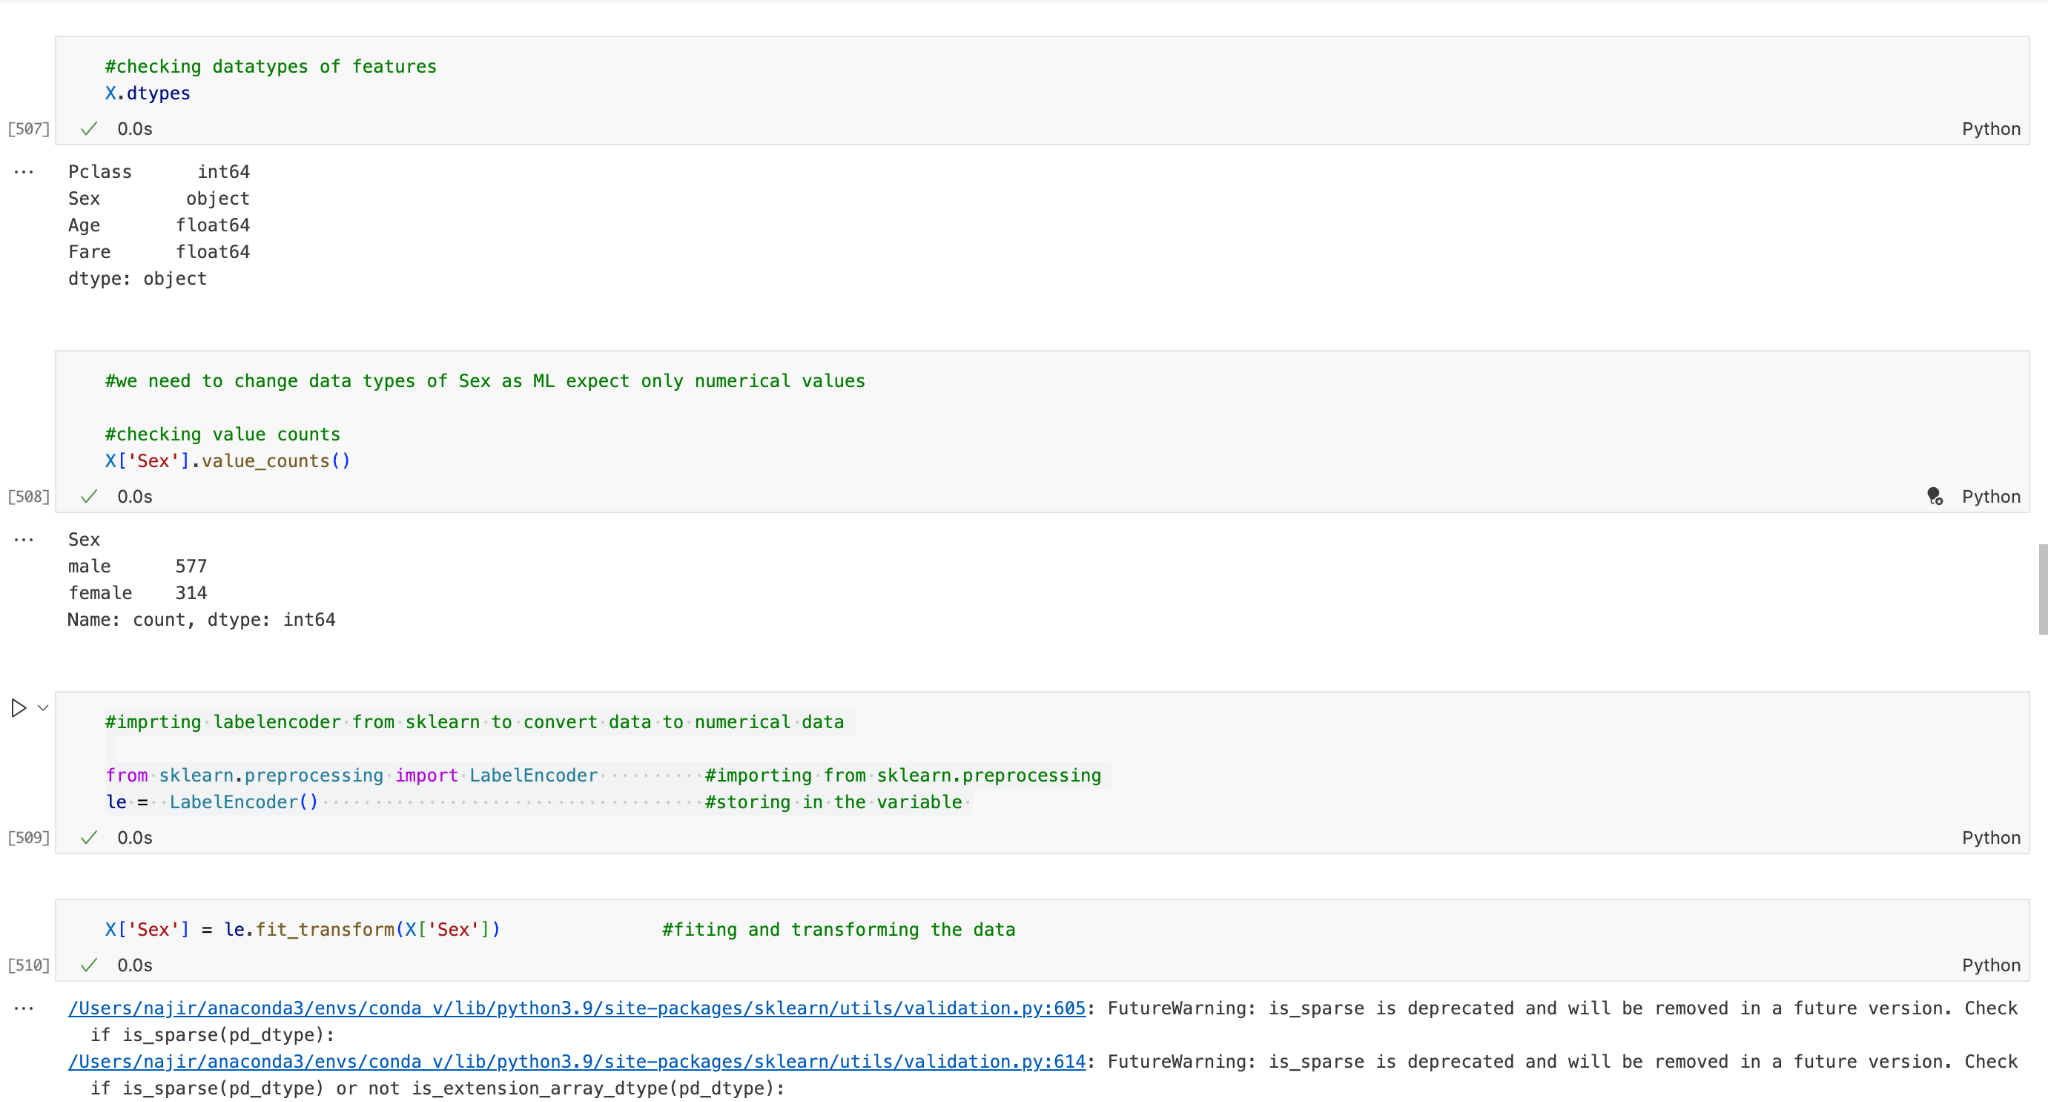 #checking datatypes of features
X.dtypes
[507] 0.0s Python
... Pclass int64
Sex object
Age float64
Fare float64
dtype: object
#we need to change data types of Sex as ML expect only numerical values
#checking value counts
X['Sex'].value_counts()
[508] 0.0s Python
... Sex
male 577
female 314
Name: count, dtype: int64
#imprting labelencoder from sklearn to convert data to numerical data
from sklearn.preprocessing import LabelEncoder #importing from sklearn.preprocessing
le = LabelEncoder() #storing in the variable
[509] 0.0s Python
X['Sex'] = le.fit_transform(X['Sex']) #fiting and transforming the data
[510] 0.0s Python
... /Users/najir/anaconda3/envs/conda_v/lib/python3.9/site-packages/sklearn/utils/validation.py:605: FutureWarning: is_sparse is deprecated and will be removed in a future version. Check
if is_sparse(pd_dtype):
/Users/najir/anaconda3/envs/conda_v/lib/python3.9/site-packages/sklearn/utils/validation.py:614: FutureWarning: is_sparse is deprecated and will be removed in a future version. Check
if is_sparse(pd_dtype) or not is_extension_array_dtype(pd_dtype):